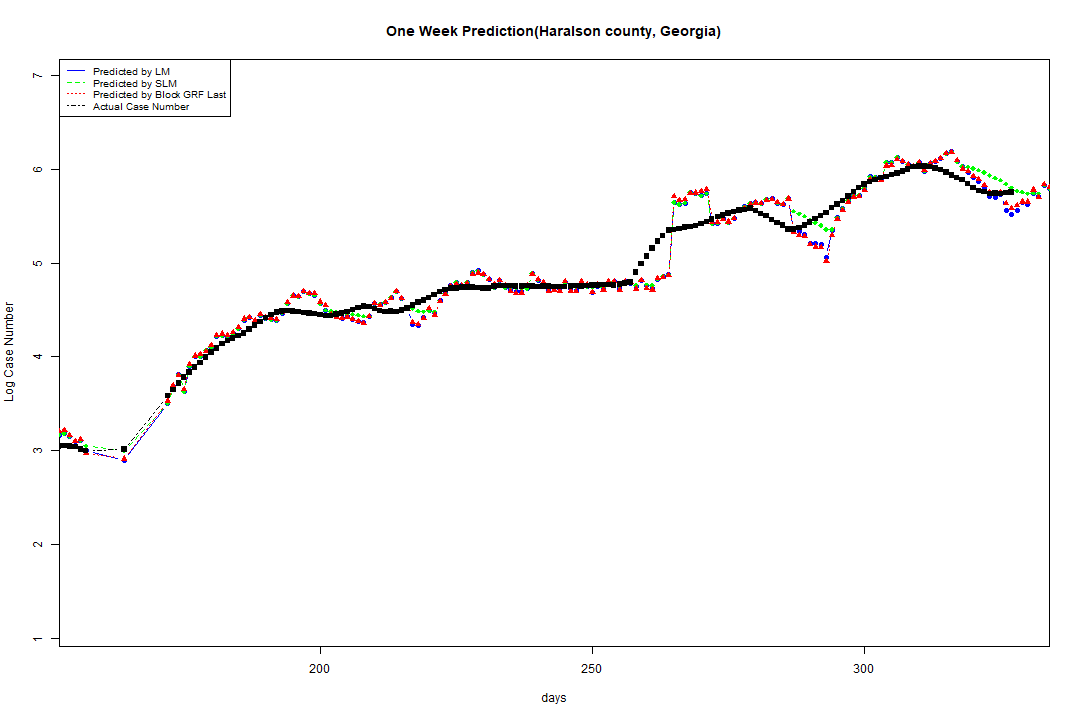 One Week Prediction(Haralson county, Georgia)
Predicted by LM
Predicted by SLM
Predicted by Block GRF Last
Actual Case Number
7
6
5
4
3
2
1
Log Case Number
200
250
300
days